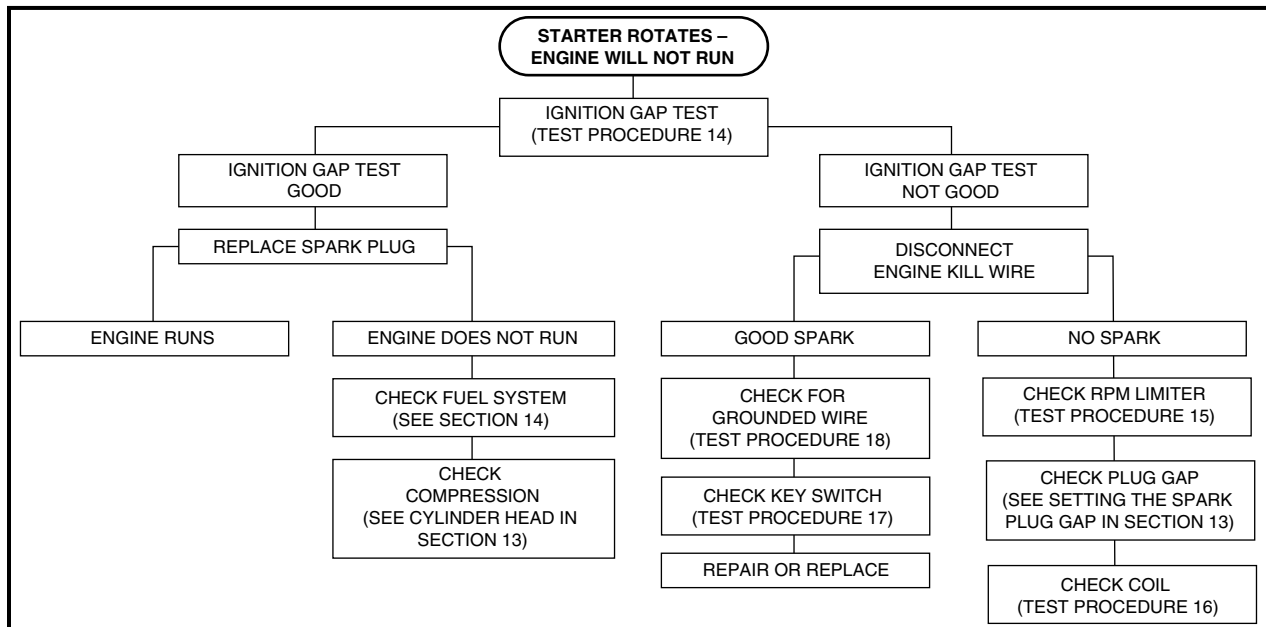 STARTER ROTATES –
ENGINE WILL NOT RUN
IGNITION GAP TEST
(TEST PROCEDURE 14)
IGNITION GAP TEST
GOOD
IGNITION GAP TEST
NOT GOOD
REPLACE SPARK PLUG
DISCONNECT
ENGINE KILL WIRE
ENGINE RUNS
ENGINE DOES NOT RUN
GOOD SPARK
NO SPARK
CHECK FUEL SYSTEM
(SEE SECTION 14)
CHECK FOR
GROUNDED WIRE
(TEST PROCEDURE 18)
CHECK RPM LIMITER
(TEST PROCEDURE 15)
CHECK
COMPRESSION
(SEE CYLINDER HEAD IN
SECTION 13)
CHECK KEY SWITCH
(TEST PROCEDURE 17)
CHECK PLUG GAP
(SEE SETTING THE SPARK
PLUG GAP IN SECTION 13)
REPAIR OR REPLACE
CHECK COIL
(TEST PROCEDURE 16)